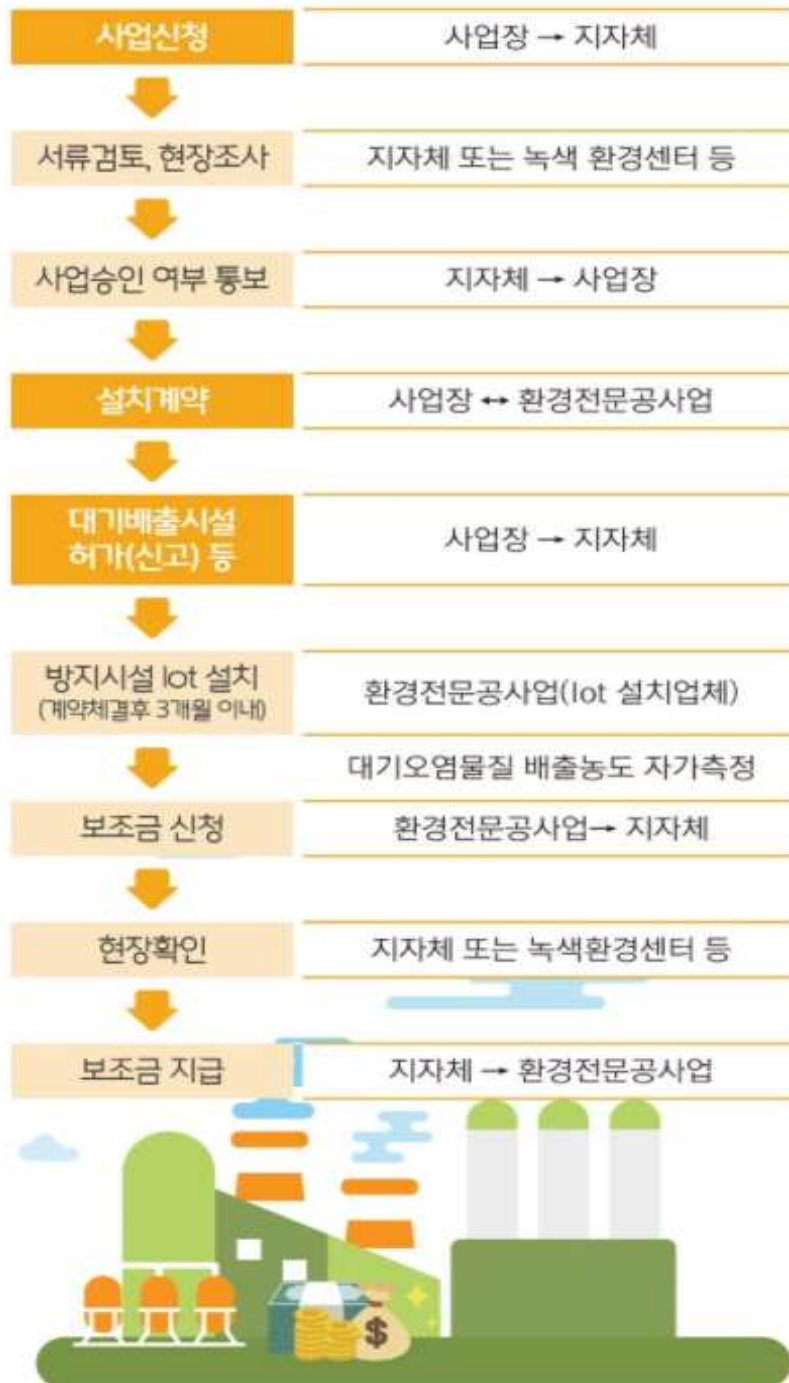 사업신청
사업장 → 지자체
서류검토, 현장조사
지자체 또는 녹색 환경센터 등
사업승인 여부 통보
지자체 → 사업장
설치계약
사업장 ↔ 환경전문공사업
대기배출시설
허가(신고) 등
사업장 → 지자체
방지시설 Iot 설치
(계약체결후 3개월 이내)
환경전문공사업(Iot 설치업체)
대기오염물질 배출농도 자가측정
보조금 신청
환경전문공사업→ 지자체
현장확인
지자체 또는 녹색환경센터 등
보조금 지급
지자체 → 환경전문공사업
$